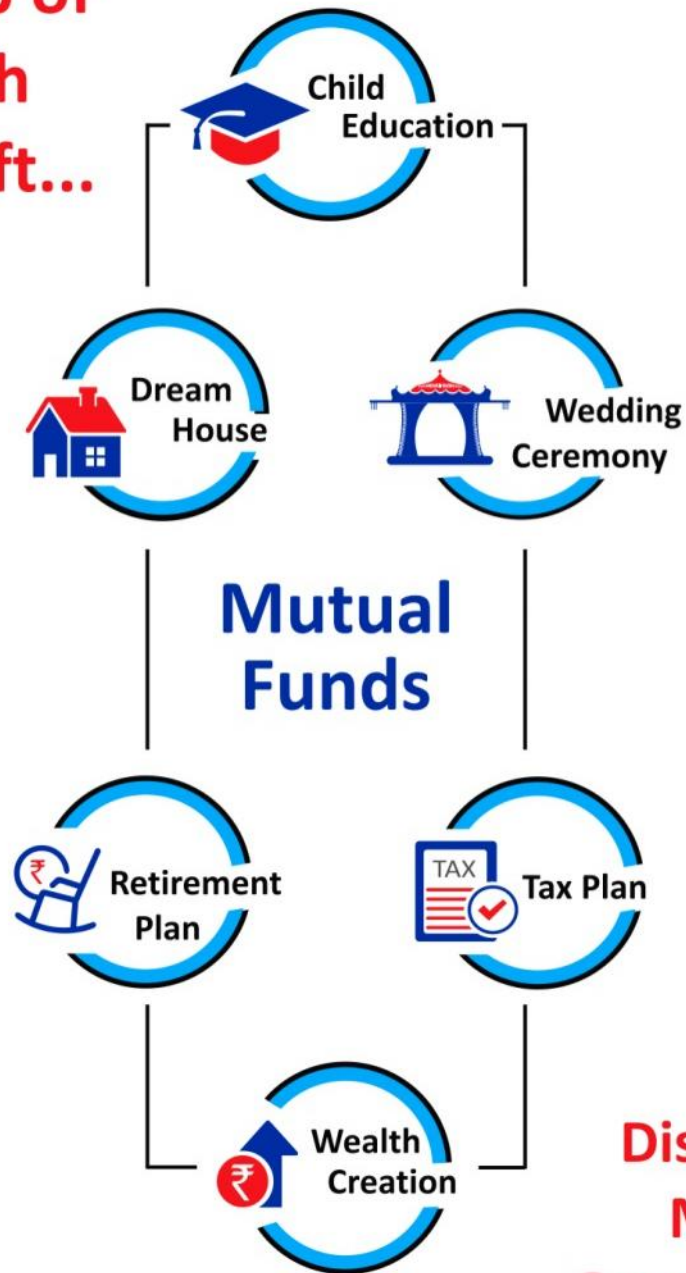 Child
Education
Dream
House
Wedding
Ceremony
Mutual
Funds
₹
Retirement
Plan
TAX
Tax Plan
₹
Wealth
Creation